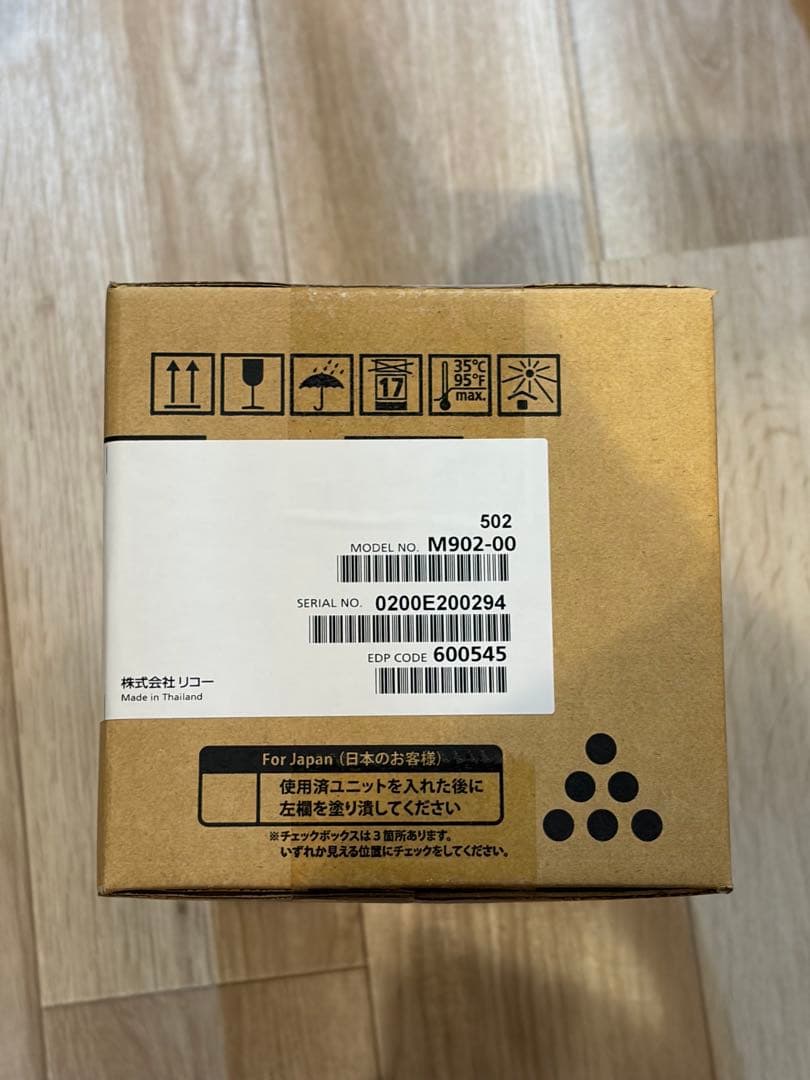 17
35°C
95°F
max.
502
MODEL NO. M902-00
SERIAL NO. 0200E200294
EDP CODE 600545
株式会社 リコー
Made in Thailand
For Japan（日本のお客様）
使用済ユニットを入れた後に
左欄を塗り潰してください
※チェックボックスは3箇所あります。
いずれか見える位置にチェックをしてください。